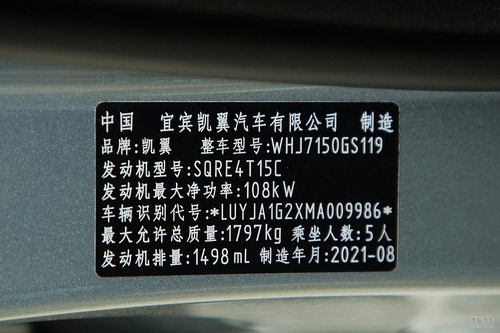 中国 宜宾凯翼汽车有限公司 制造
品牌:凯翼 整车型号:WHJ7150GS119
发动机型号:SQRE4T15C
发动机最大净功率:108kW
车辆识别代号:*LUYJA1G2XMA009986*
最大允许总质量:1797kg 乘坐人数:5人
发动机排量:1498mL 制造年月:2021-08